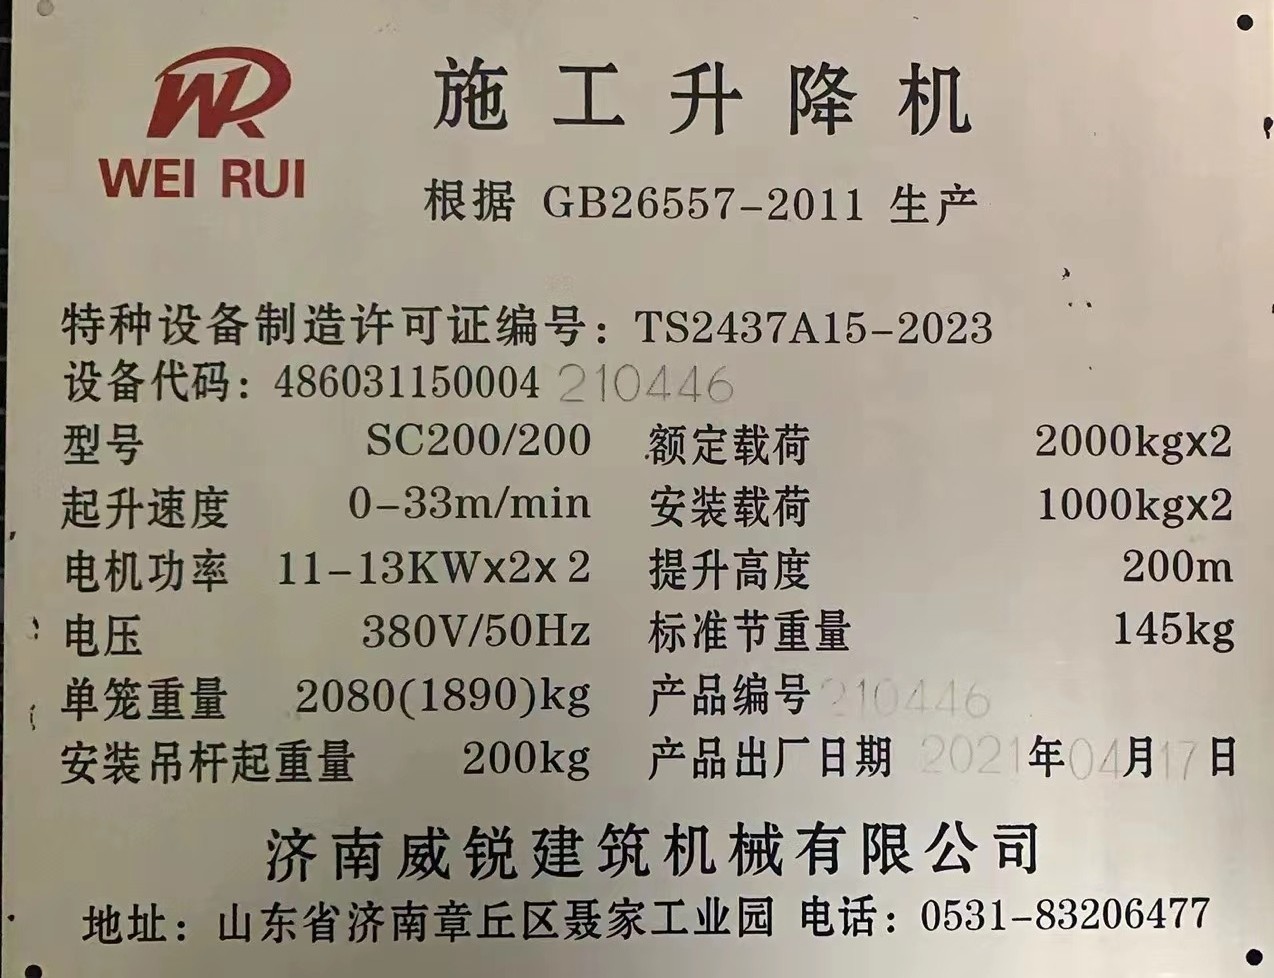 WR
WEI RUI
施工升降机
根据 GB26557-2011 生产
特种设备制造许可证编号：TS2437A15-2023
设备代码：486031150004 210446
型号 SC200/200 额定载荷 2000kgx2
起升速度 0-33m/min 安装载荷 1000kgx2
电机功率 11-13KWx2x2 提升高度 200m
电压 380V/50Hz 标准节重量 145kg
单笼重量 2080(1890)kg 产品编号 210446
安装吊杆起重量 200kg 产品出厂日期 2021年04月17日
济南威锐建筑机械有限公司
地址：山东省济南章丘区聂家工业园 电话：0531-83206477